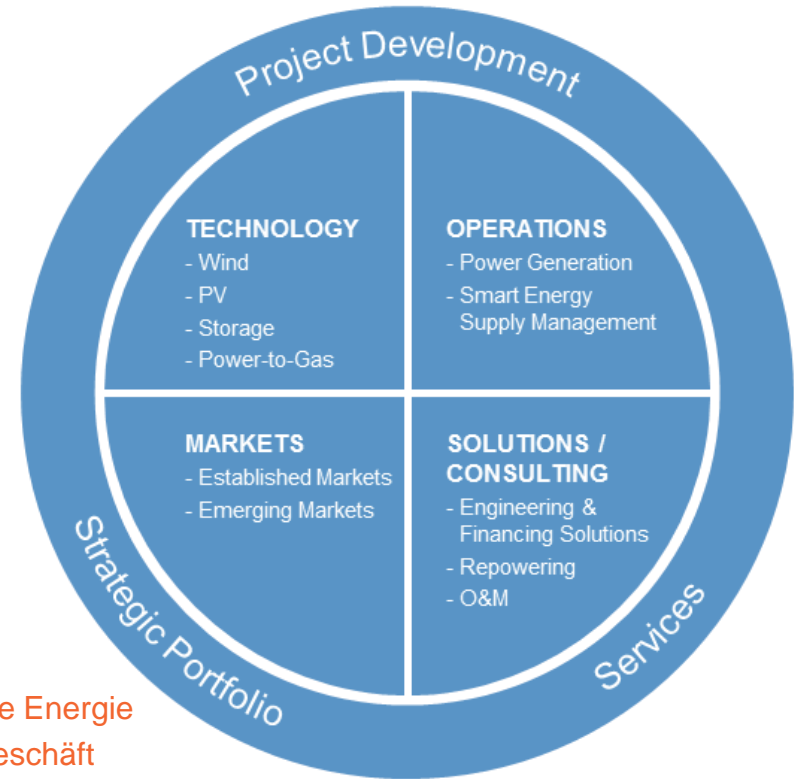 Project Development
TECHNOLOGY
- Wind
- PV
- Storage
- Power-to-Gas
OPERATIONS
- Power Generation
- Smart Energy
Supply Management
MARKETS
- Established Markets
- Emerging Markets
SOLUTIONS /
CONSULTING
- Engineering &
Financing Solutions
- Repowering
- O&M
Strategic Portfolio
Services
Energie